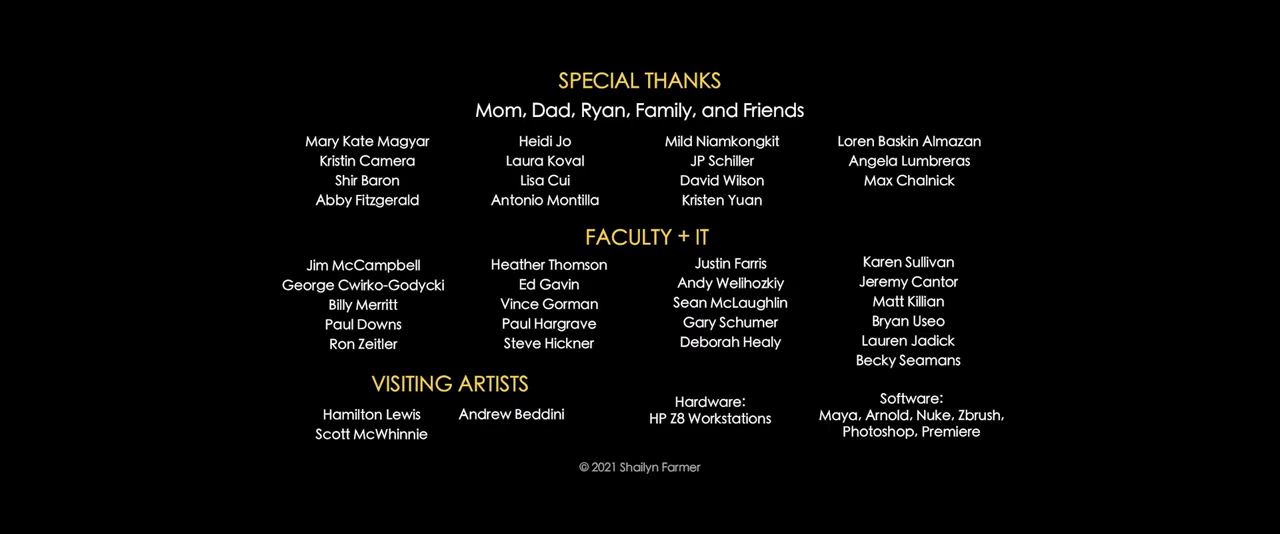 SPECIAL THANKS
Mom, Dad, Ryan, Family, and Friends
Mary Kate Magyar
Kristin Camera
Shir Baron
Abby Fitzgerald
Heidi Jo
Laura Koval
Lisa Cui
Antonio Montilla
Mild Niamkongkit
JP Schiller
David Wilson
Kristen Yuan
Loren Baskin Almazan
Angela Lumbreras
Max Chalnick
FACULTY + IT
Jim McCampbell
George Cwirko-Godycki
Billy Merritt
Paul Downs
Ron Zeitler
Heather Thomson
Ed Gavin
Vince Gorman
Paul Hargrave
Steve Hickner
Justin Farris
Andy Welihozkiy
Sean McLaughlin
Gary Schumer
Deborah Healy
Karen Sullivan
Jeremy Cantor
Matt Killian
Bryan Useo
Lauren Jadick
Becky Seamans
VISITING ARTISTS
Hamilton Lewis
Scott McWhinnie
Andrew Beddini
Hardware:
HP Z8 Workstations
Software:
Maya, Arnold, Nuke, Zbrush,
Photoshop, Premiere
© 2021 Shailyn Farmer